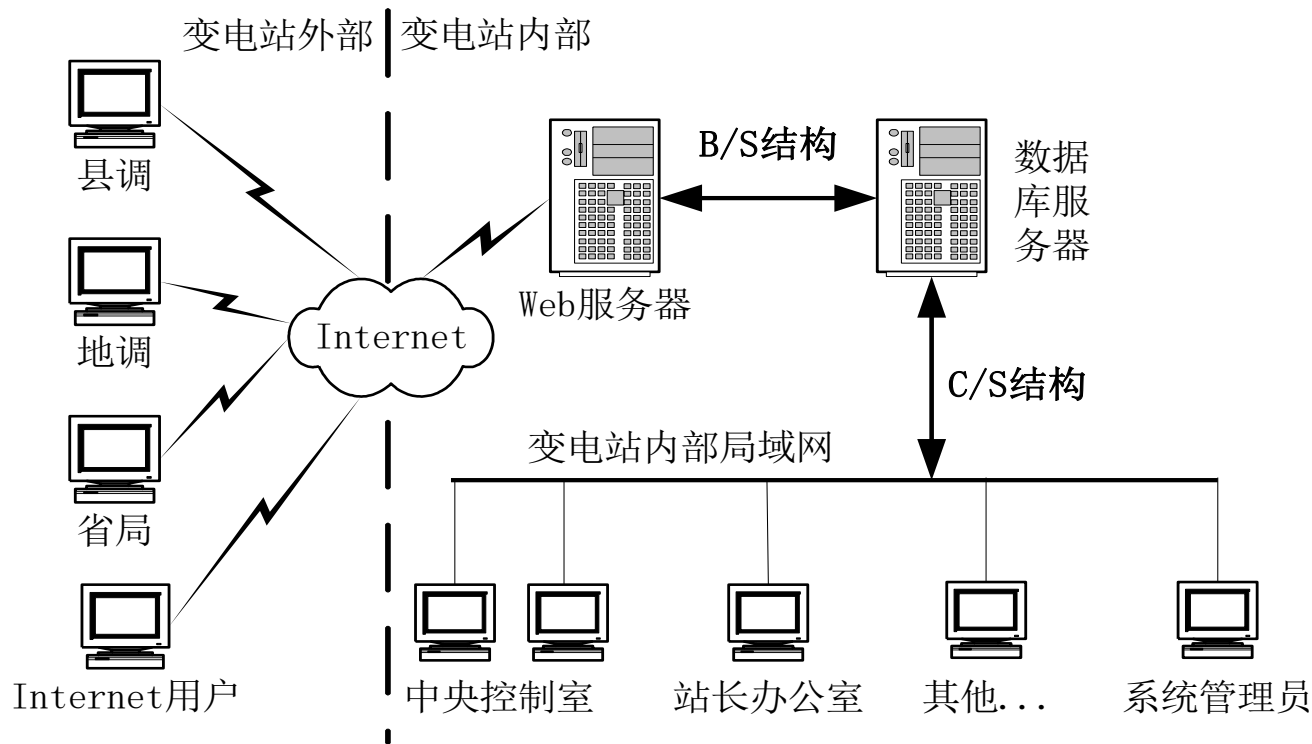 变电站外部
变电站内部
县调
地调
省局
Internet用户
Internet
Web服务器
B/S结构
数据
库服
务器
C/S结构
变电站内部局域网
中央控制室
站长办公室
其他...
系统管理员